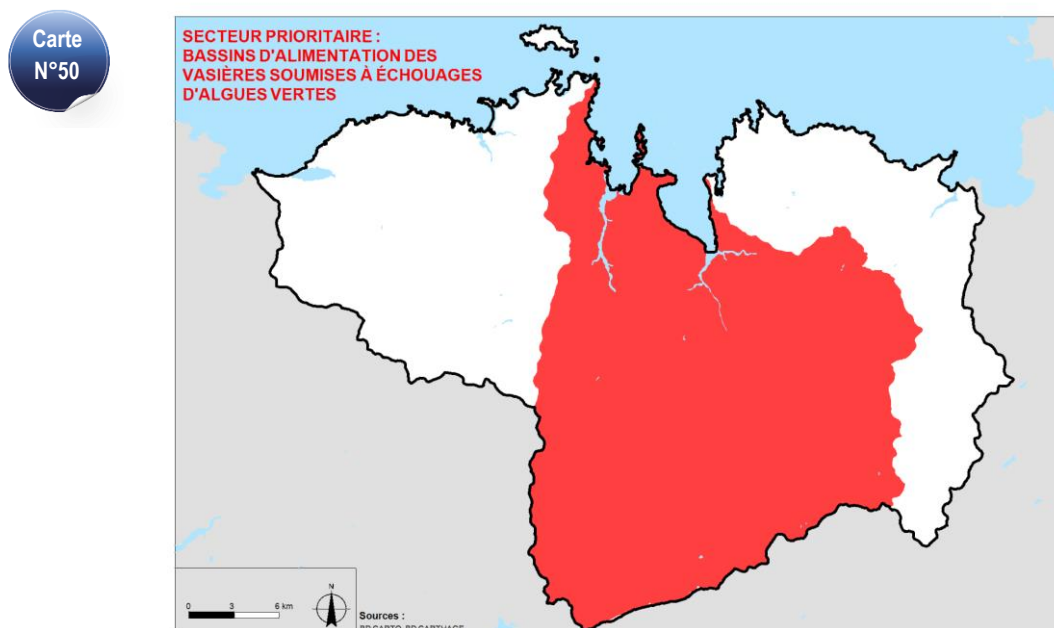 Carte
N°50
SECTEUR PRIORITAIRE :
BASSINS D'ALIMENTATION DES
VASIÈRES SOUMISES À ÉCHOUAGES
D'ALGUES VERTES
N
0 3 6 km
Sources :